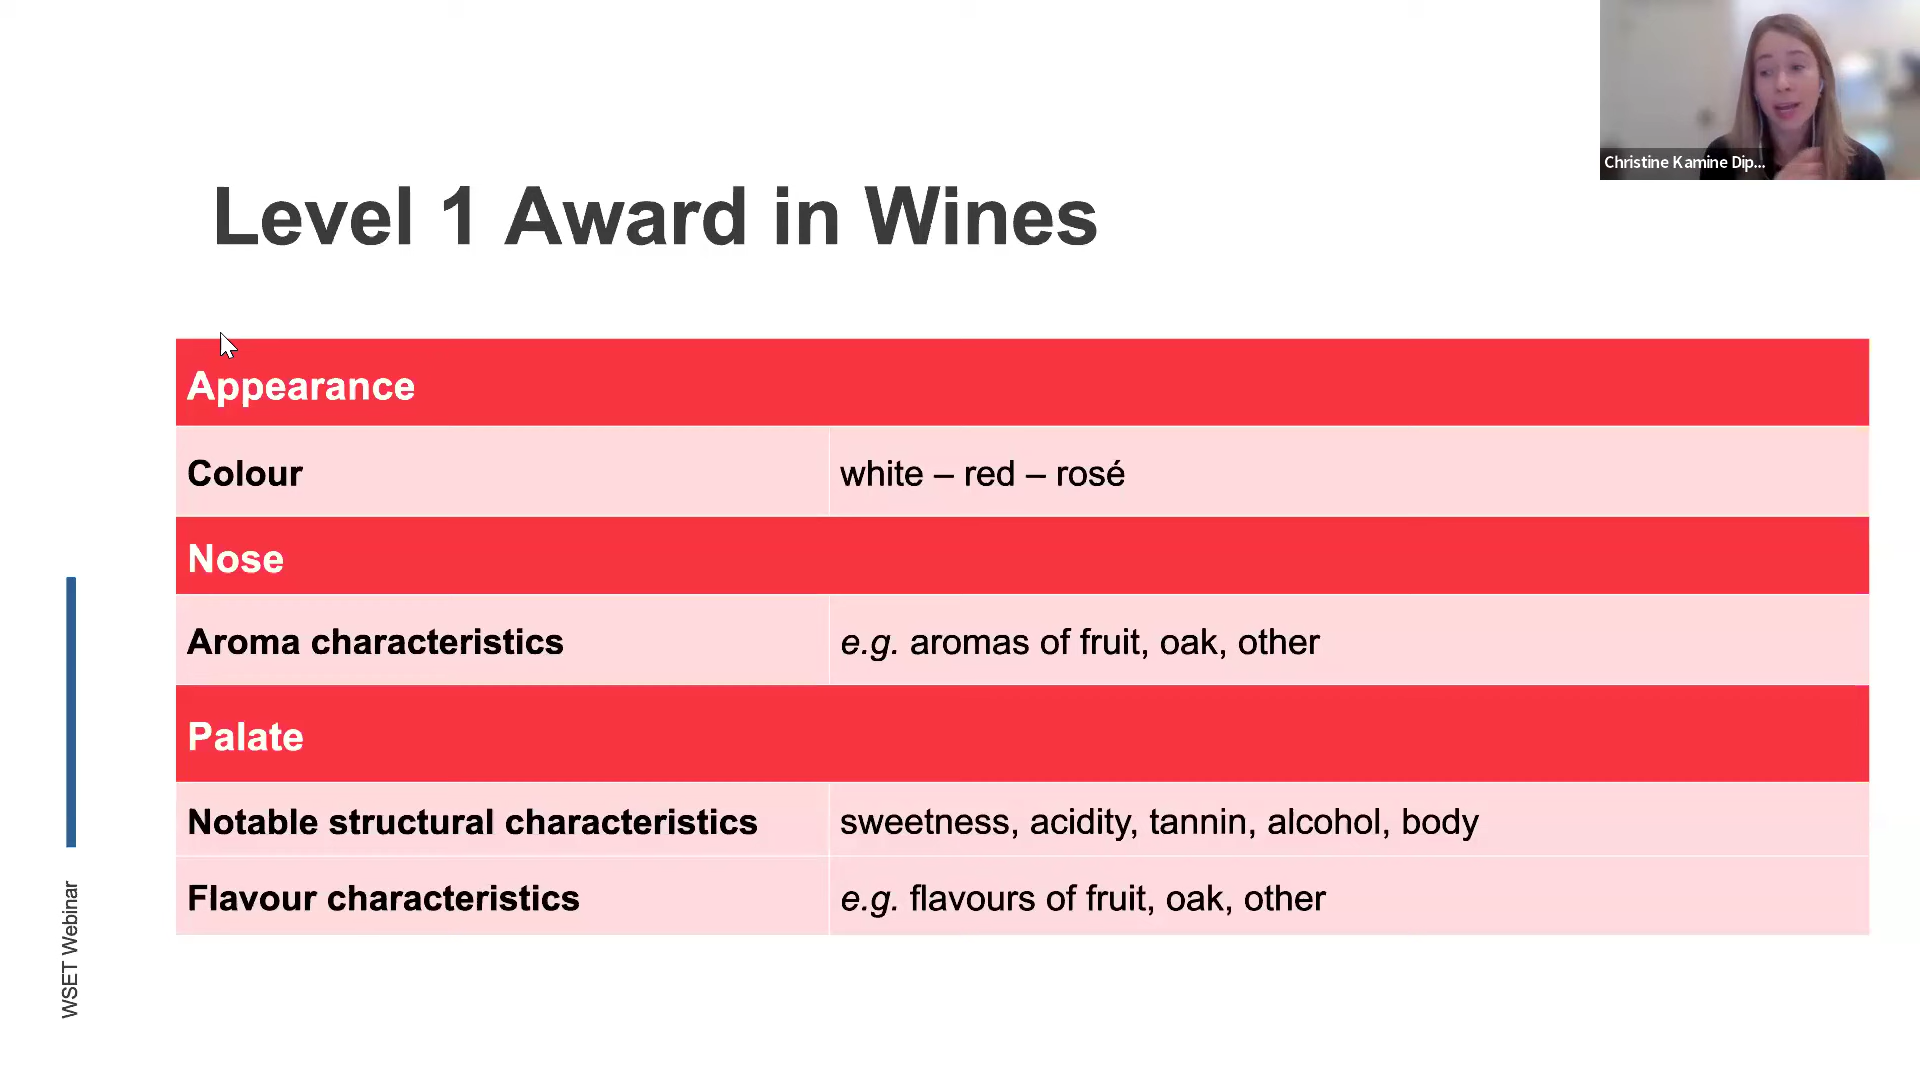 Christine Kamine Dip...
Level 1 Award in Wines
Appearance
Colour
white – red – rosé
Nose
Aroma characteristics
e.g. aromas of fruit, oak, other
Palate
Notable structural characteristics
sweetness, acidity, tannin, alcohol, body
Flavour characteristics
e.g. flavours of fruit, oak, other
WSET Webinar